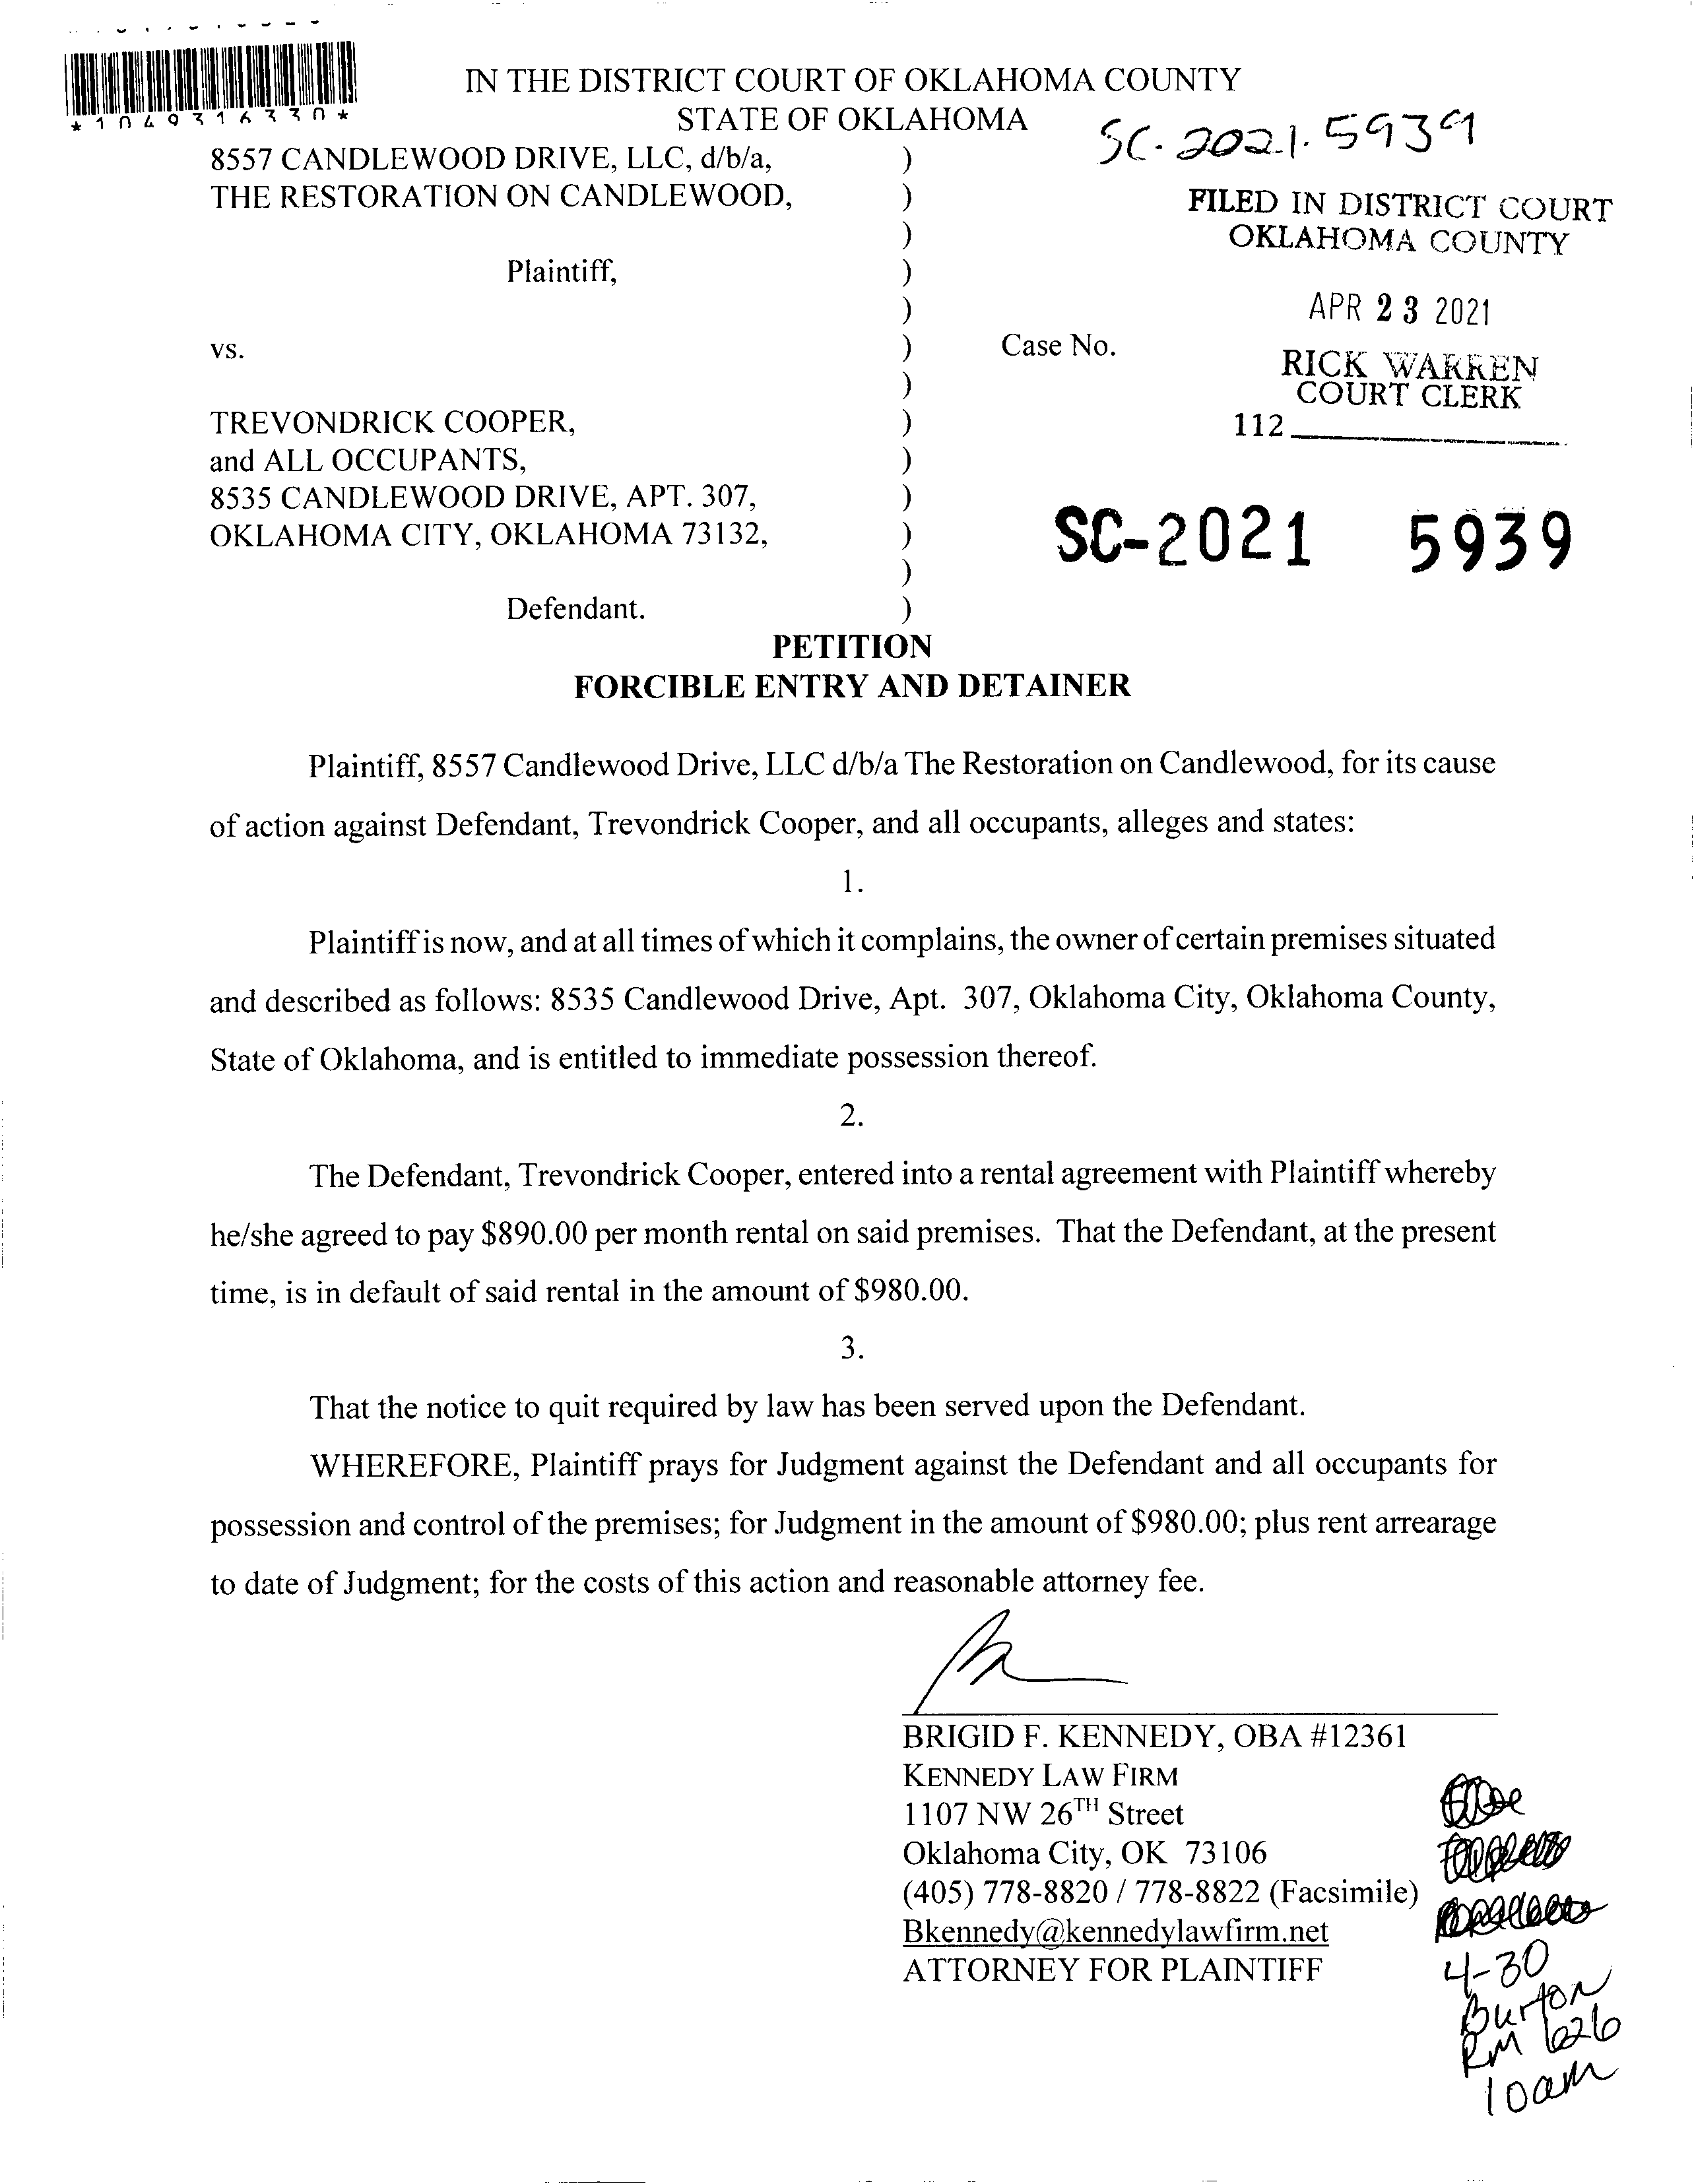 *1049316330*
IN THE DISTRICT COURT OF OKLAHOMA COUNTY
STATE OF OKLAHOMA
SC-2021-5939
8557 CANDLEWOOD DRIVE, LLC, d/b/a, )
THE RESTORATION ON CANDLEWOOD, )
)
Plaintiff, )
)
vs. ) Case No.
)
TREVONDRICK COOPER, )
and ALL OCCUPANTS, )
8535 CANDLEWOOD DRIVE, APT. 307, )
OKLAHOMA CITY, OKLAHOMA 73132, )
)
Defendant. )
FILED IN DISTRICT COURT
OKLAHOMA COUNTY
APR 23 2021
RICK WARREN
COURT CLERK
112
SC-2021 5939
PETITION
FORCIBLE ENTRY AND DETAINER
Plaintiff, 8557 Candlewood Drive, LLC d/b/a The Restoration on Candlewood, for its cause
of action against Defendant, Trevondrick Cooper, and all occupants, alleges and states:
1.
Plaintiff is now, and at all times of which it complains, the owner of certain premises situated
and described as follows: 8535 Candlewood Drive, Apt. 307, Oklahoma City, Oklahoma County,
State of Oklahoma, and is entitled to immediate possession thereof.
2.
The Defendant, Trevondrick Cooper, entered into a rental agreement with Plaintiff whereby
he/she agreed to pay $890.00 per month rental on said premises. That the Defendant, at the present
time, is in default of said rental in the amount of $980.00.
3.
That the notice to quit required by law has been served upon the Defendant.
WHEREFORE, Plaintiff prays for Judgment against the Defendant and all occupants for
possession and control of the premises; for Judgment in the amount of $980.00; plus rent arrearage
to date of Judgment; for the costs of this action and reasonable attorney fee.
BRIGID F. KENNEDY, OBA #12361
KENNEDY LAW FIRM
1107 NW 26TH Street
Oklahoma City, OK 73106
(405) 778-8820 / 778-8822 (Facsimile)
Bkennedy@kennedylawfirm.net
ATTORNEY FOR PLAINTIFF
4-30
Burton
RM 626
10am